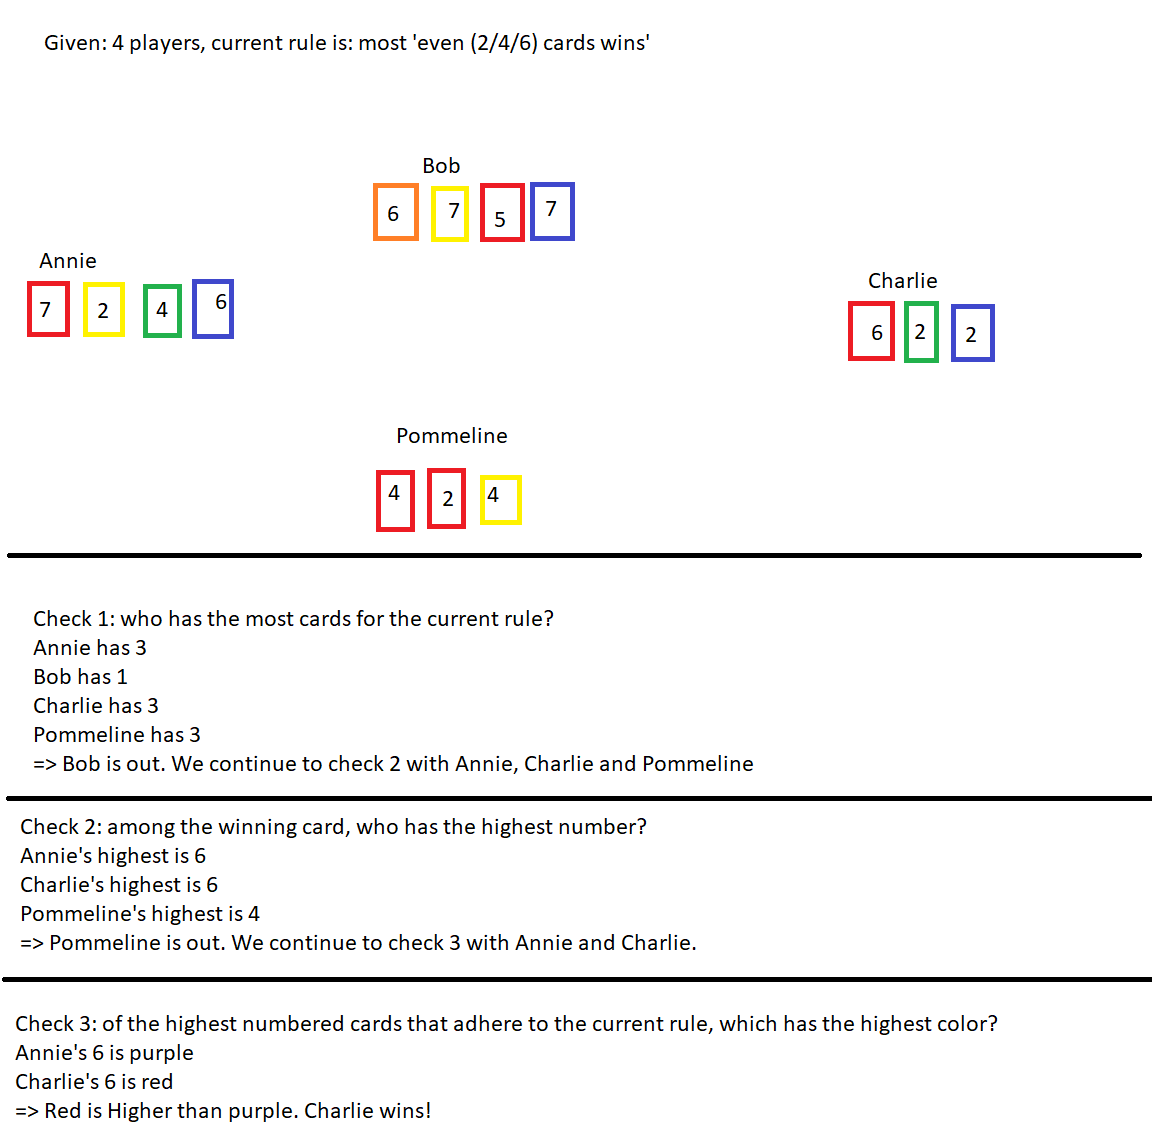 Given: 4 players, current rule is: most 'even (2/4/6) cards wins'
Bob
6 7 5 7
Annie
7 2 4 6
Charlie
6 2 2
Pommeline
4 2 4
Check 1: who has the most cards for the current rule?
Annie has 3
Bob has 1
Charlie has 3
Pommeline has 3
=> Bob is out. We continue to check 2 with Annie, Charlie and Pommeline
Check 2: among the winning card, who has the highest number?
Annie's highest is 6
Charlie's highest is 6
Pommeline's highest is 4
=> Pommeline is out. We continue to check 3 with Annie and Charlie.
Check 3: of the highest numbered cards that adhere to the current rule, which has the highest color?
Annie's 6 is purple
Charlie's 6 is red
=> Red is Higher than purple. Charlie wins!